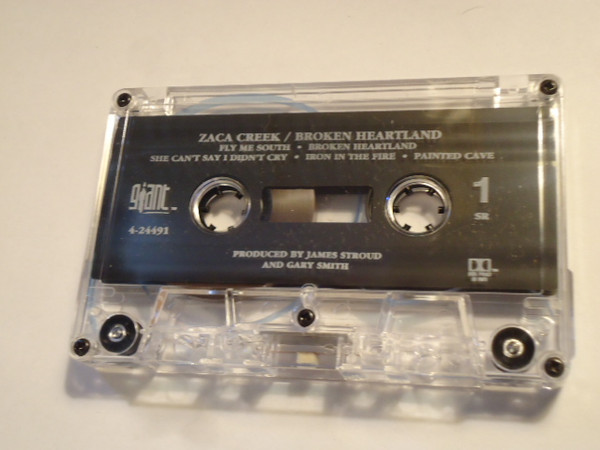 ZACA CREEK / BROKEN HEARTLAND
FLY ME SOUTH • BROKEN HEARTLAND
SHE CAN'T SAY I DIDN'T CRY • IRON IN THE FIRE • PAINTED CAVE
giant™
1
4-24491
SR
PRODUCED BY JAMES STROUD
AND GARY SMITH